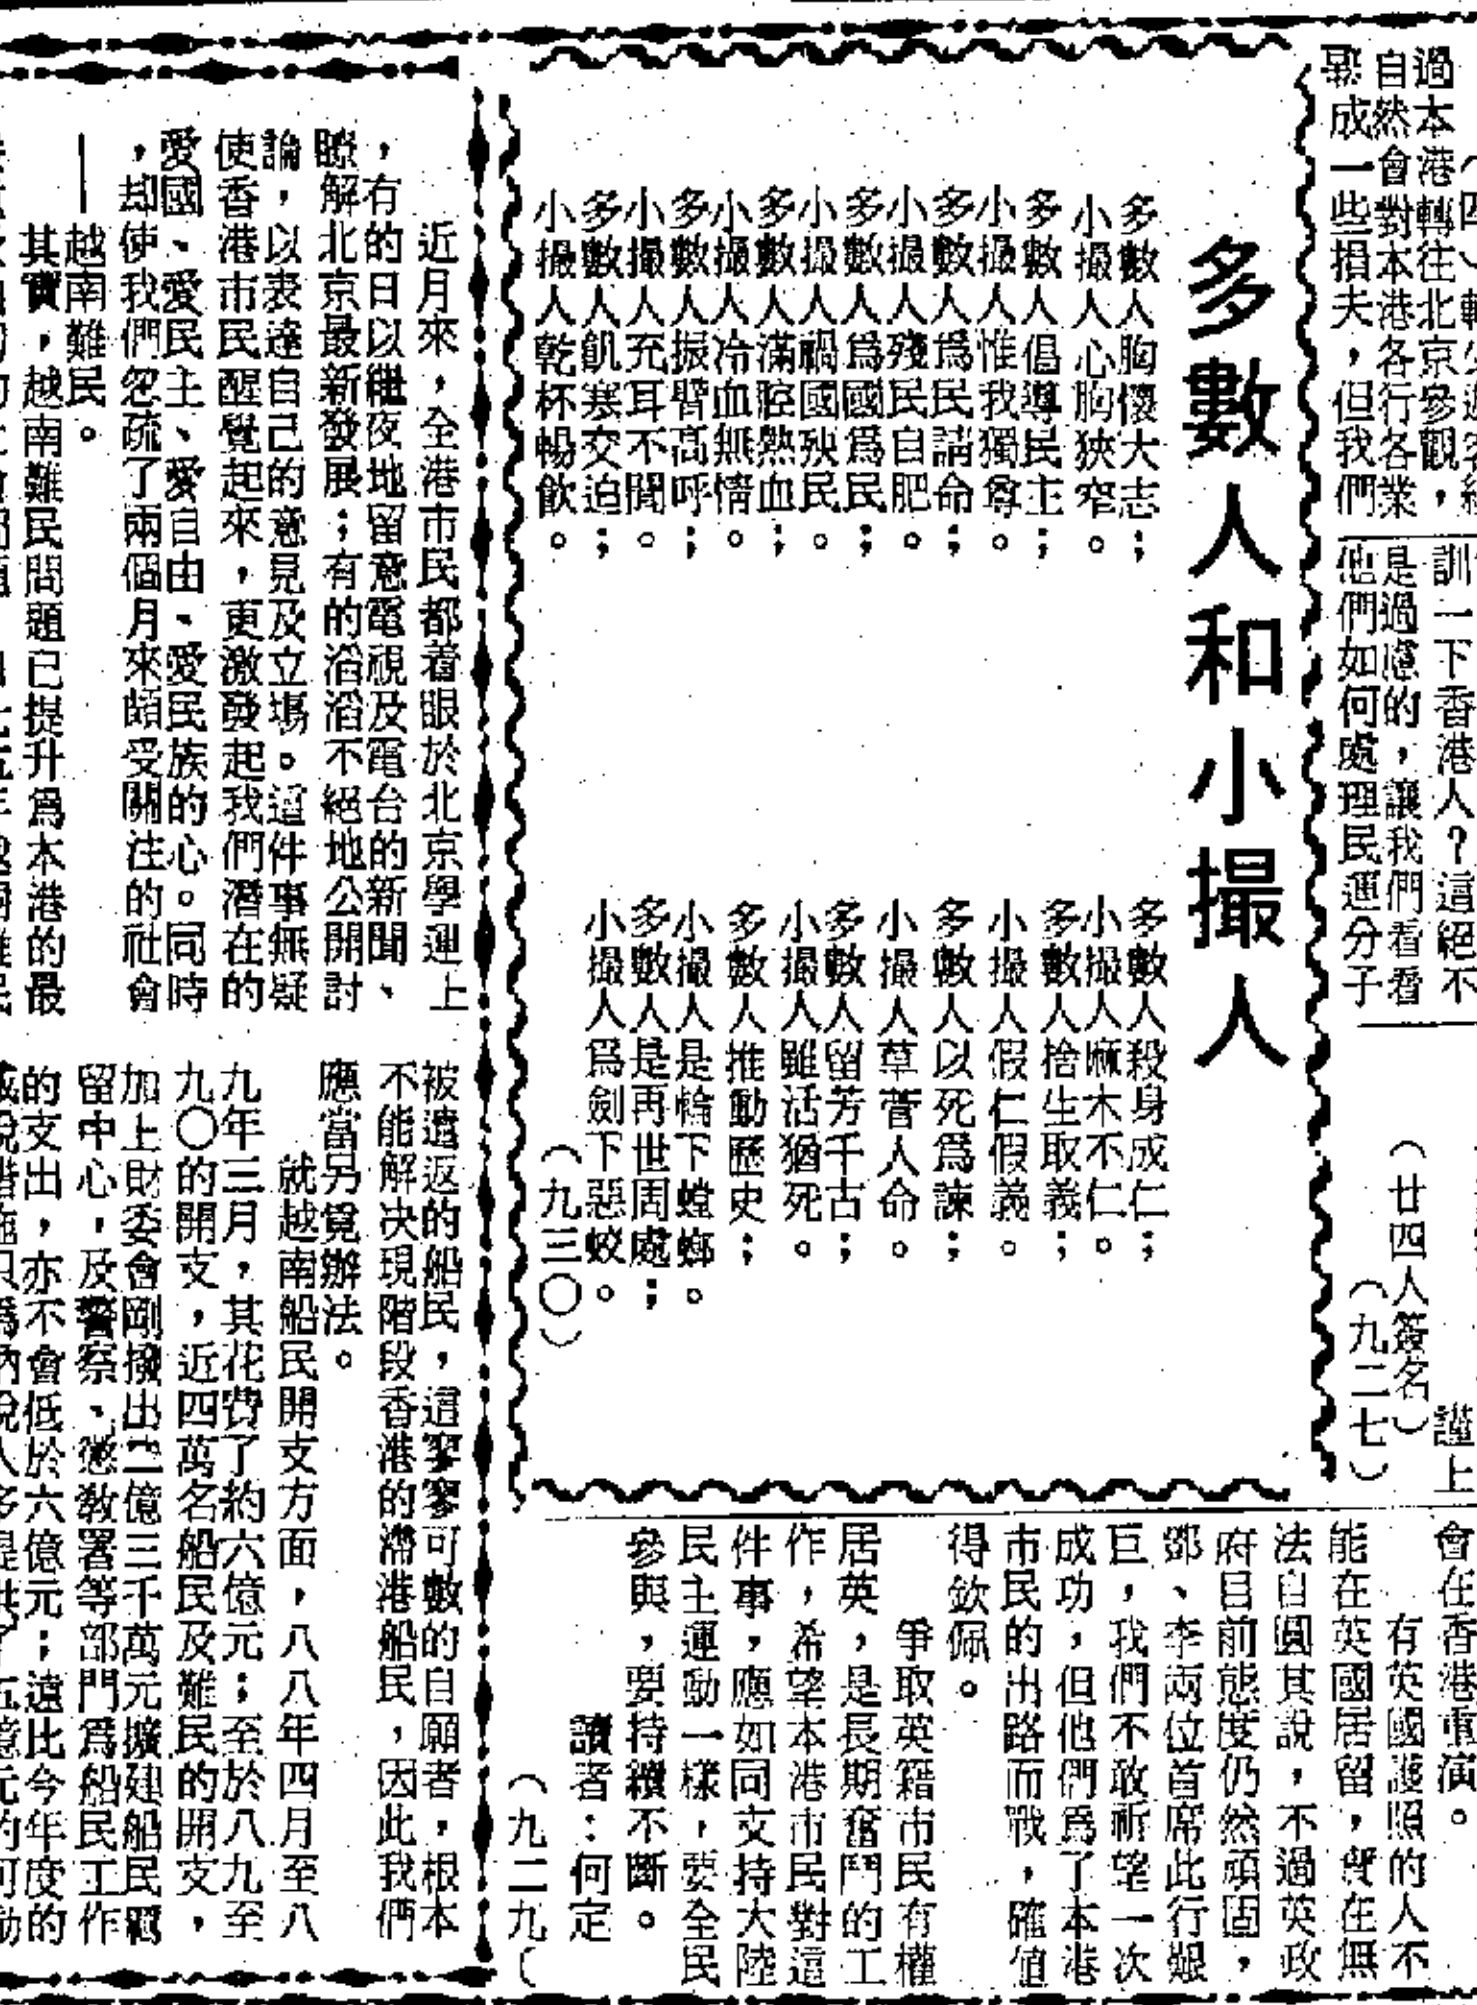 過本港轉往北京參觀，
自然會對本港各行各業
釀成一些損失，但我們
訓一下香港人？這絕不
是過慮的，讓我們看看
他們如何處理民運分子
謹上
（廿四人簽名）
（九二七）
多數人和小撮人
多數人胸懷大志；
小撮人心胸狹窄。
多數人倡導民主；
小撮人惟我獨尊。
多數人爲民請命；
小撮人殘民自肥。
多數人爲國爲民；
小撮人禍國殃民。
多數人滿腔熱血；
小撮人冷血無情。
多數人振臂高呼；
小撮人充耳不聞。
多數人飢寒交迫；
小撮人乾杯暢飲。
多數人殺身成仁；
小撮人痳木不仁。
多數人捨生取義；
小撮人假仁假義。
多數人以死爲諫；
小撮人草菅人命。
多數人留芳千古；
小撮人雖活猶死。
多數人推動歷史；
小撮人是輪下螳螂。
多數人是再世周處；
小撮人爲劍下惡蛟。
（九三〇）
會在香港重演。
有英國護照的人不
能在英國居留，實在無
法自圓其說，不過英政
府目前態度仍然頑固，
鄧、李兩位首席此行艱
巨，我們不敢祈望一次
成功，但他們爲了本港
市民的出路而戰，確值
得欽佩。
爭取英籍市民有權
居英，是長期奮鬥的工
作，希望本港市民對這
件事，應如同支持大陸
民主運動一樣，要全民
參與，要持續不斷。
讀者：何定
（九二九（
近月來，全港市民都着眼於北京學運上
，有的日以繼夜地留意電視及電台的新聞、
瞭解北京最新發展；有的滔滔不絕地公開討
論，以表達自己的意見及立場。這件事無疑
使香港市民醒覺起來，更激發起我們潛在的
愛國、愛民主、愛自由、愛民族的心。同時
，却使我們忽疏了兩個月來頗受關注的社會
——越南難民。
其實，越南難民問題已提升爲本港的最
被遣返的船民，這寥寥可數的自願者，根本
不能解决現階段香港的滯港船民，因此我們
應當另覓辦法。
就越南船民開支方面，八八年四月至八
九年三月，其花費了約六億元；至於八九至
九〇的開支，近四萬名船民及難民的開支，
加上財委會剛撥出二億三千萬元擴建船民羈
留中心，及警察、懲教署等部門爲船民工作
的支出，亦不會低於六億元；遠比今年度的